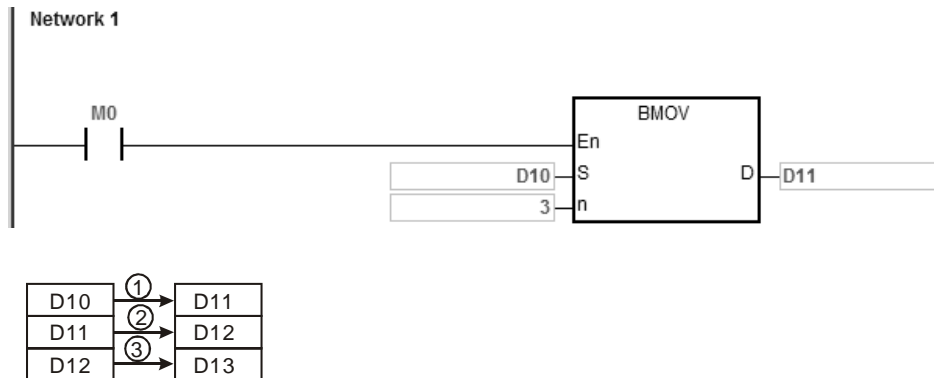 Network 1
M0
BMOV
En
D10 S D D11
3 n
D10 ① D11
D11 ② D12
D12 ③ D13